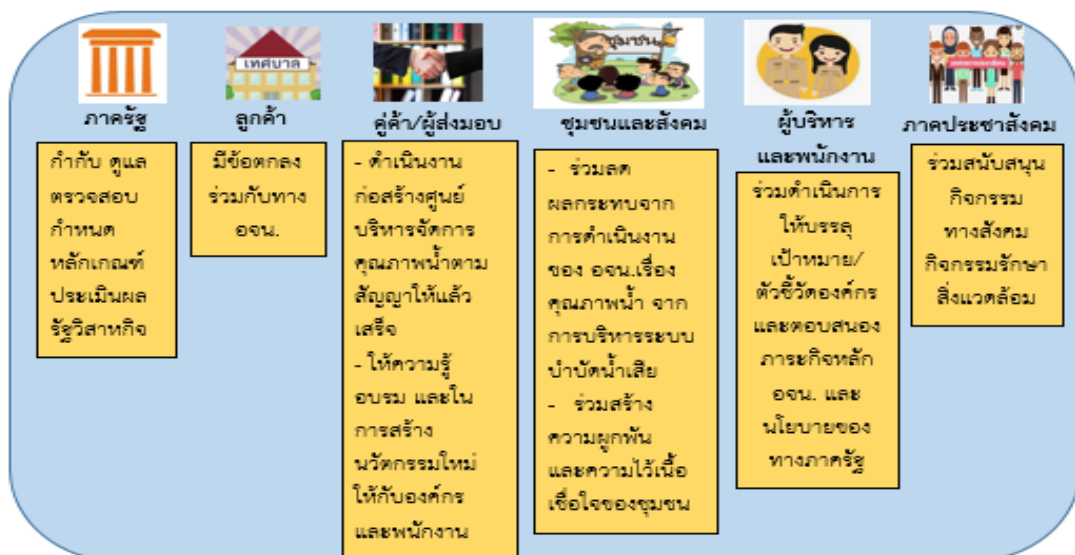 ภาครัฐ
กำกับ ดูแล
ตรวจสอบ
กำหนด
หลักเกณฑ์
ประเมินผล
รัฐวิสาหกิจ
เทศบาล
ลูกค้า
มีข้อตกลง
ร่วมกับทาง
อจน.
คู่ค้า/ผู้ส่งมอบ
- ดำเนินงาน
ก่อสร้างศูนย์
บริหารจัดการ
คุณภาพน้ำตาม
สัญญาให้แล้ว
เสร็จ
- ให้ความรู้
อบรม และใน
การสร้าง
นวัตกรรมใหม่
ให้กับองค์กร
และพนักงาน
ชุมชน
ชุมชนและสังคม
- ร่วมลด
ผลกระทบจาก
การดำเนินงาน
ของ อจน.เรื่อง
คุณภาพน้ำ จาก
การบริหารระบบ
บำบัดน้ำเสีย
- ร่วมสร้าง
ความผูกพัน
และความไว้เนื้อ
เชื่อใจของชุมชน
ผู้บริหาร
และพนักงาน
ร่วมดำเนินการ
ให้บรรลุ
เป้าหมาย/
ตัวชี้วัดองค์กร
และตอบสนอง
ภาระกิจหลัก
อจน. และ
นโยบายของ
ทางภาครัฐ
ภาคประชาสังคม
ร่วมสนับสนุน
กิจกรรม
ทางสังคม
กิจกรรมรักษา
สิ่งแวดล้อม